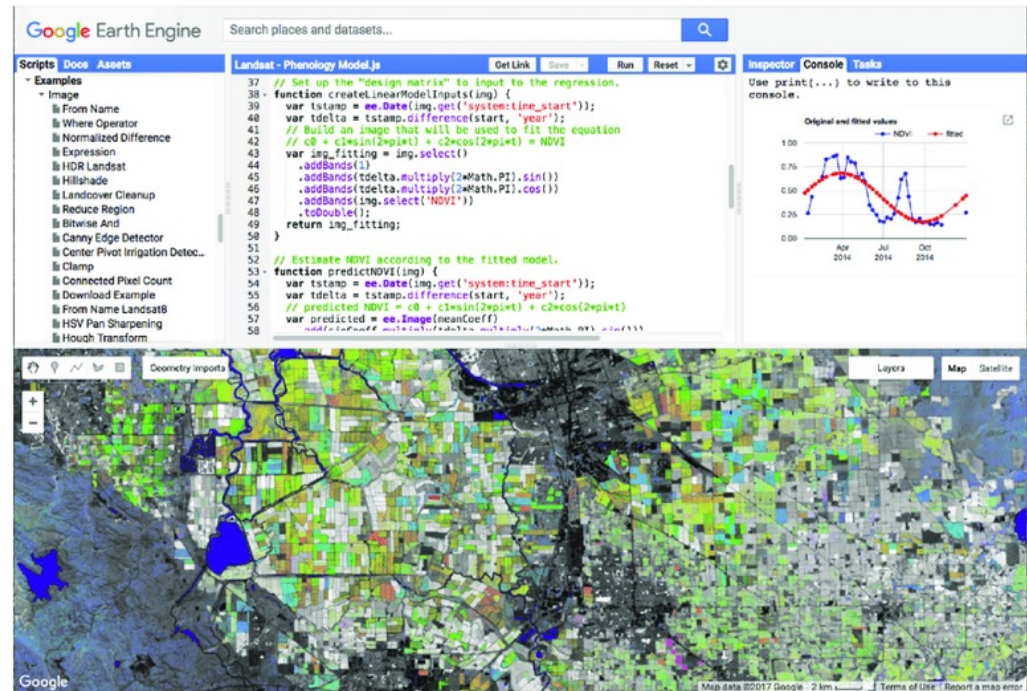 Google Earth Engine
Search places and datasets...
Scripts Docs Assets
Examples
Image
From Name
Where Operator
Normalized Difference
Expression
HDR Landsat
Hillshade
Landcover Cleanup
Reduce Region
Bitwise And
Canny Edge Detector
Center Pivot Irrigation Detec...
Clamp
Connected Pixel Count
Download Example
From Name Landsat8
HSV Pan Sharpening
Hough Transform
Landsat - Phenology Model.js
Get Link Save Run Reset
37 // Set up the "design matrix" to input to the regression.
38 function createLinearModelInputs(img) {
39 var tstamp = ee.Date(img.get('system:time_start'));
40 var tdelta = tstamp.difference(start, 'year');
41 // Build an image that will be used to fit the equation
42 // c0 + c1*sin(2*pi*t) + c2*cos(2*pi*t) = NDVI
43 var img_fitting = img.select()
44 .addBands(1)
45 .addBands(tdelta.multiply(2*Math.PI).sin())
46 .addBands(tdelta.multiply(2*Math.PI).cos())
47 .addBands(img.select('NDVI'))
48 .toDouble();
49 return img_fitting;
50 }
51
52 // Estimate NDVI according to the fitted model.
53 function predictNDVI(img) {
54 var tstamp = ee.Date(img.get('system:time_start'));
55 var tdelta = tstamp.difference(start, 'year');
56 // predicted NDVI = c0 + c1*sin(2*pi*t) + c2*cos(2*pi*t)
57 var predicted = ee.Image(meanCoeff)
58 .add(sinCoeff.multiply(tdelta.multiply(2*Math.PI).sin()))
Inspector Console Tasks
Use print(...) to write to this
console.
Original and fitted values
NDVI fitted
1.00
0.75
0.50
0.25
0.00
Apr 2014
Jul 2014
Oct 2014
Geometry Imports
Layers
Map Satellite
Google
Map data ©2017 Google 2 km Terms of Use Report a map error